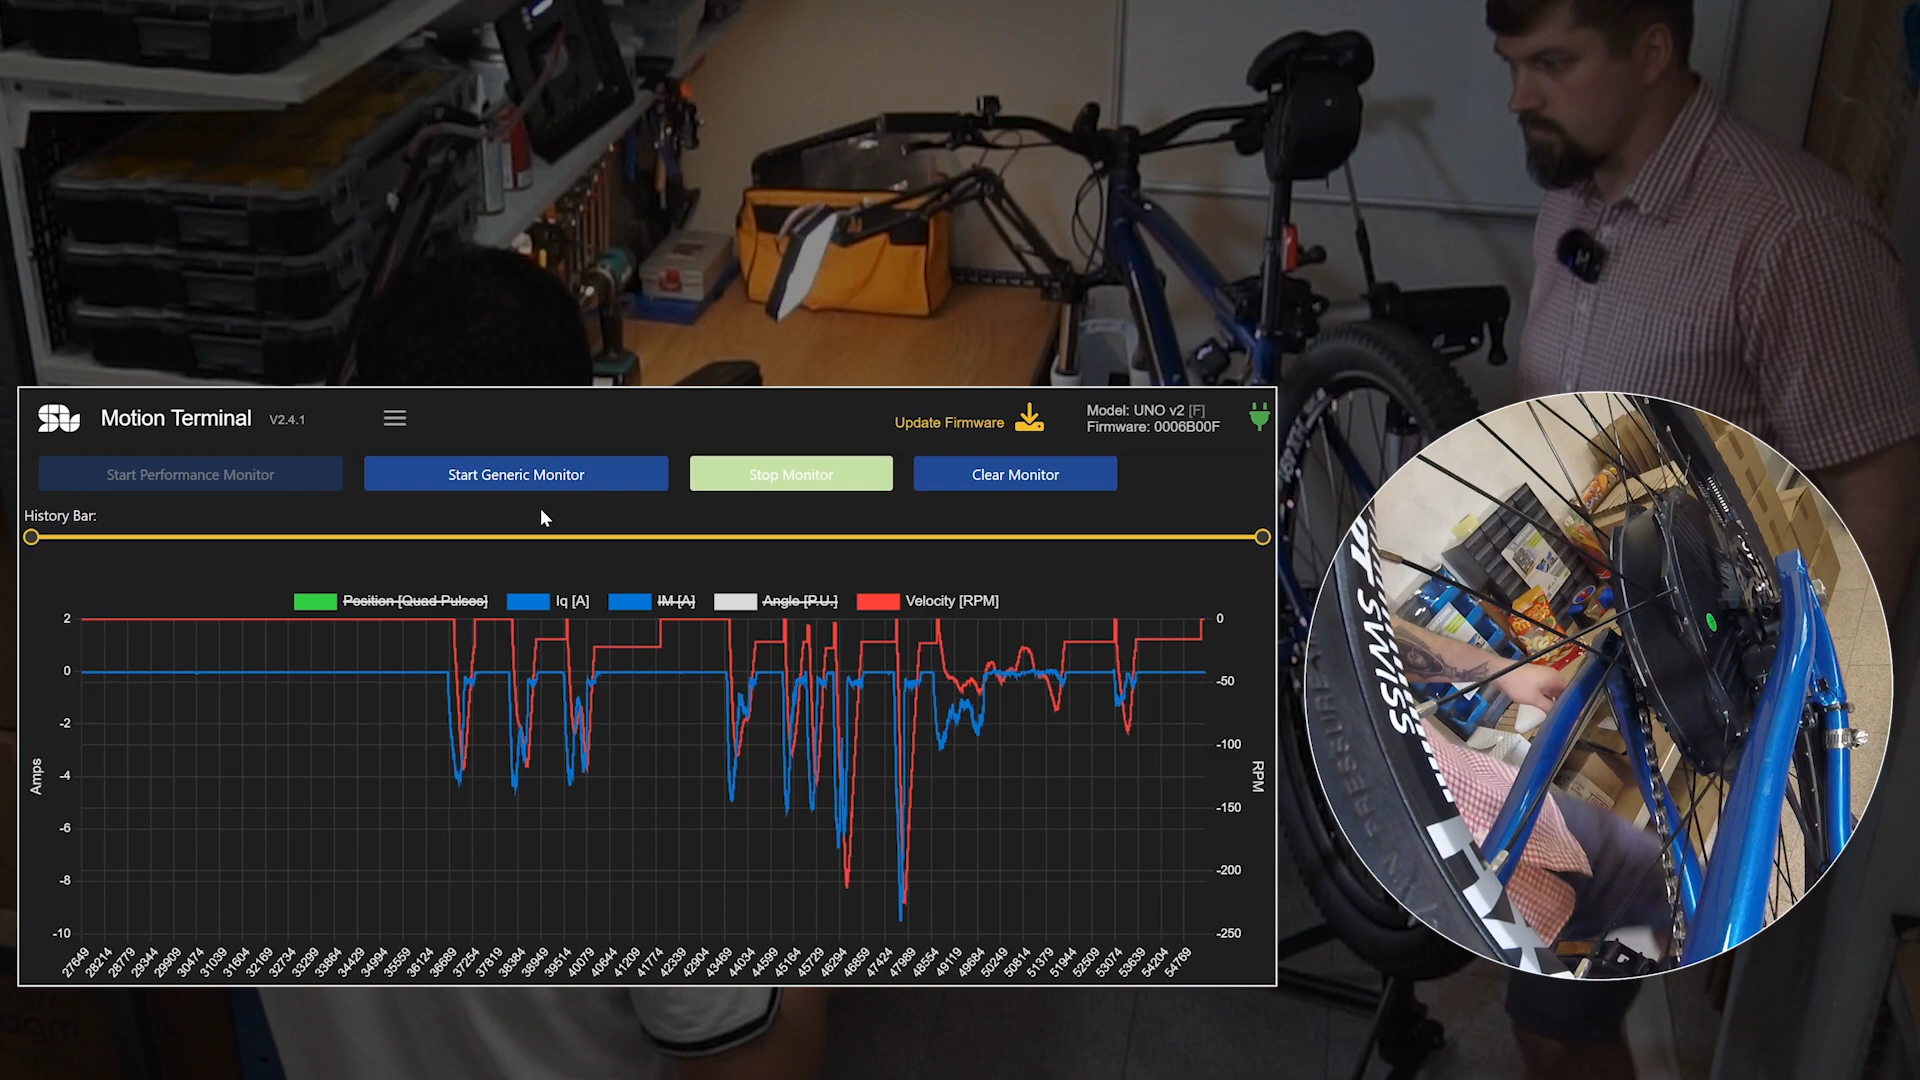 Motion Terminal V2.4.1
Update Firmware
Model: UNO v2 [F]
Firmware: 0006B00F
Start Performance Monitor
Start Generic Monitor
Stop Monitor
Clear Monitor
History Bar:
Position [Quad Pulses]
Iq [A]
IM [A]
Angle [P.U.]
Velocity [RPM]
2
0
-2
-4
-6
-8
-10
Amps
0
-50
-100
-150
-200
-250
RPM
27649 28214 28779 29344 29909 30474 31039 31604 32169 32734 33299 33864 34429 34994 35559 36124 36689 37254 37819 38384 38949 39514 40079 40644 41209 41774 42339 42904 43469 44034 44599 45164 45729 46294 46859 47424 47989 48554 49119 49684 50249 50814 51379 51944 52509 53074 53639 54204 54769
SWISS